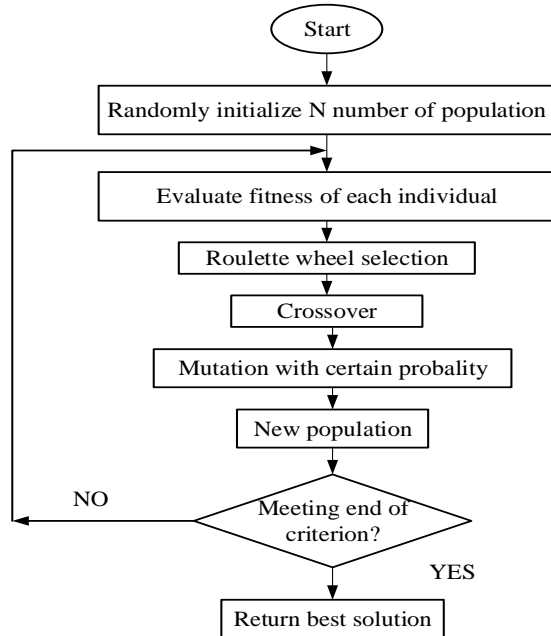 Start
Randomly initialize N number of population
Evaluate fitness of each individual
Roulette wheel selection
Crossover
Mutation with certain probality
New population
NO
Meeting end of
criterion?
YES
Return best solution